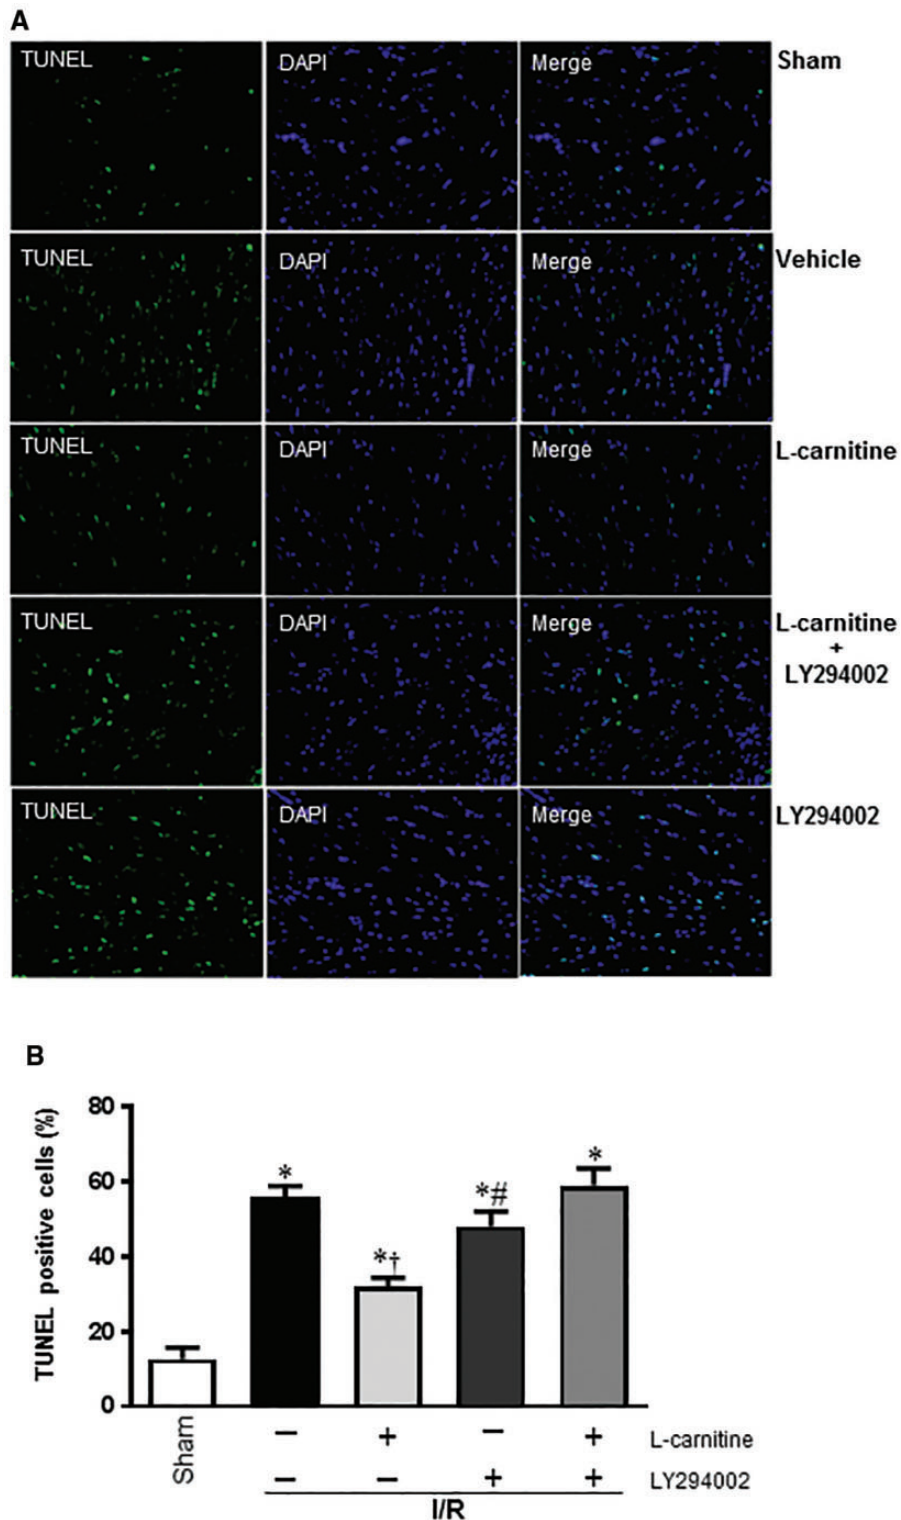 A
TUNEL DAPI Merge Sham
TUNEL DAPI Merge Vehicle
TUNEL DAPI Merge L-carnitine
TUNEL DAPI Merge L-carnitine
+
LY294002
TUNEL DAPI Merge LY294002
B
TUNEL positive cells (%)
80
60
40
20
0
*
*†
*#
*
Sham
− + − + L-carnitine
− − + + LY294002
I/R